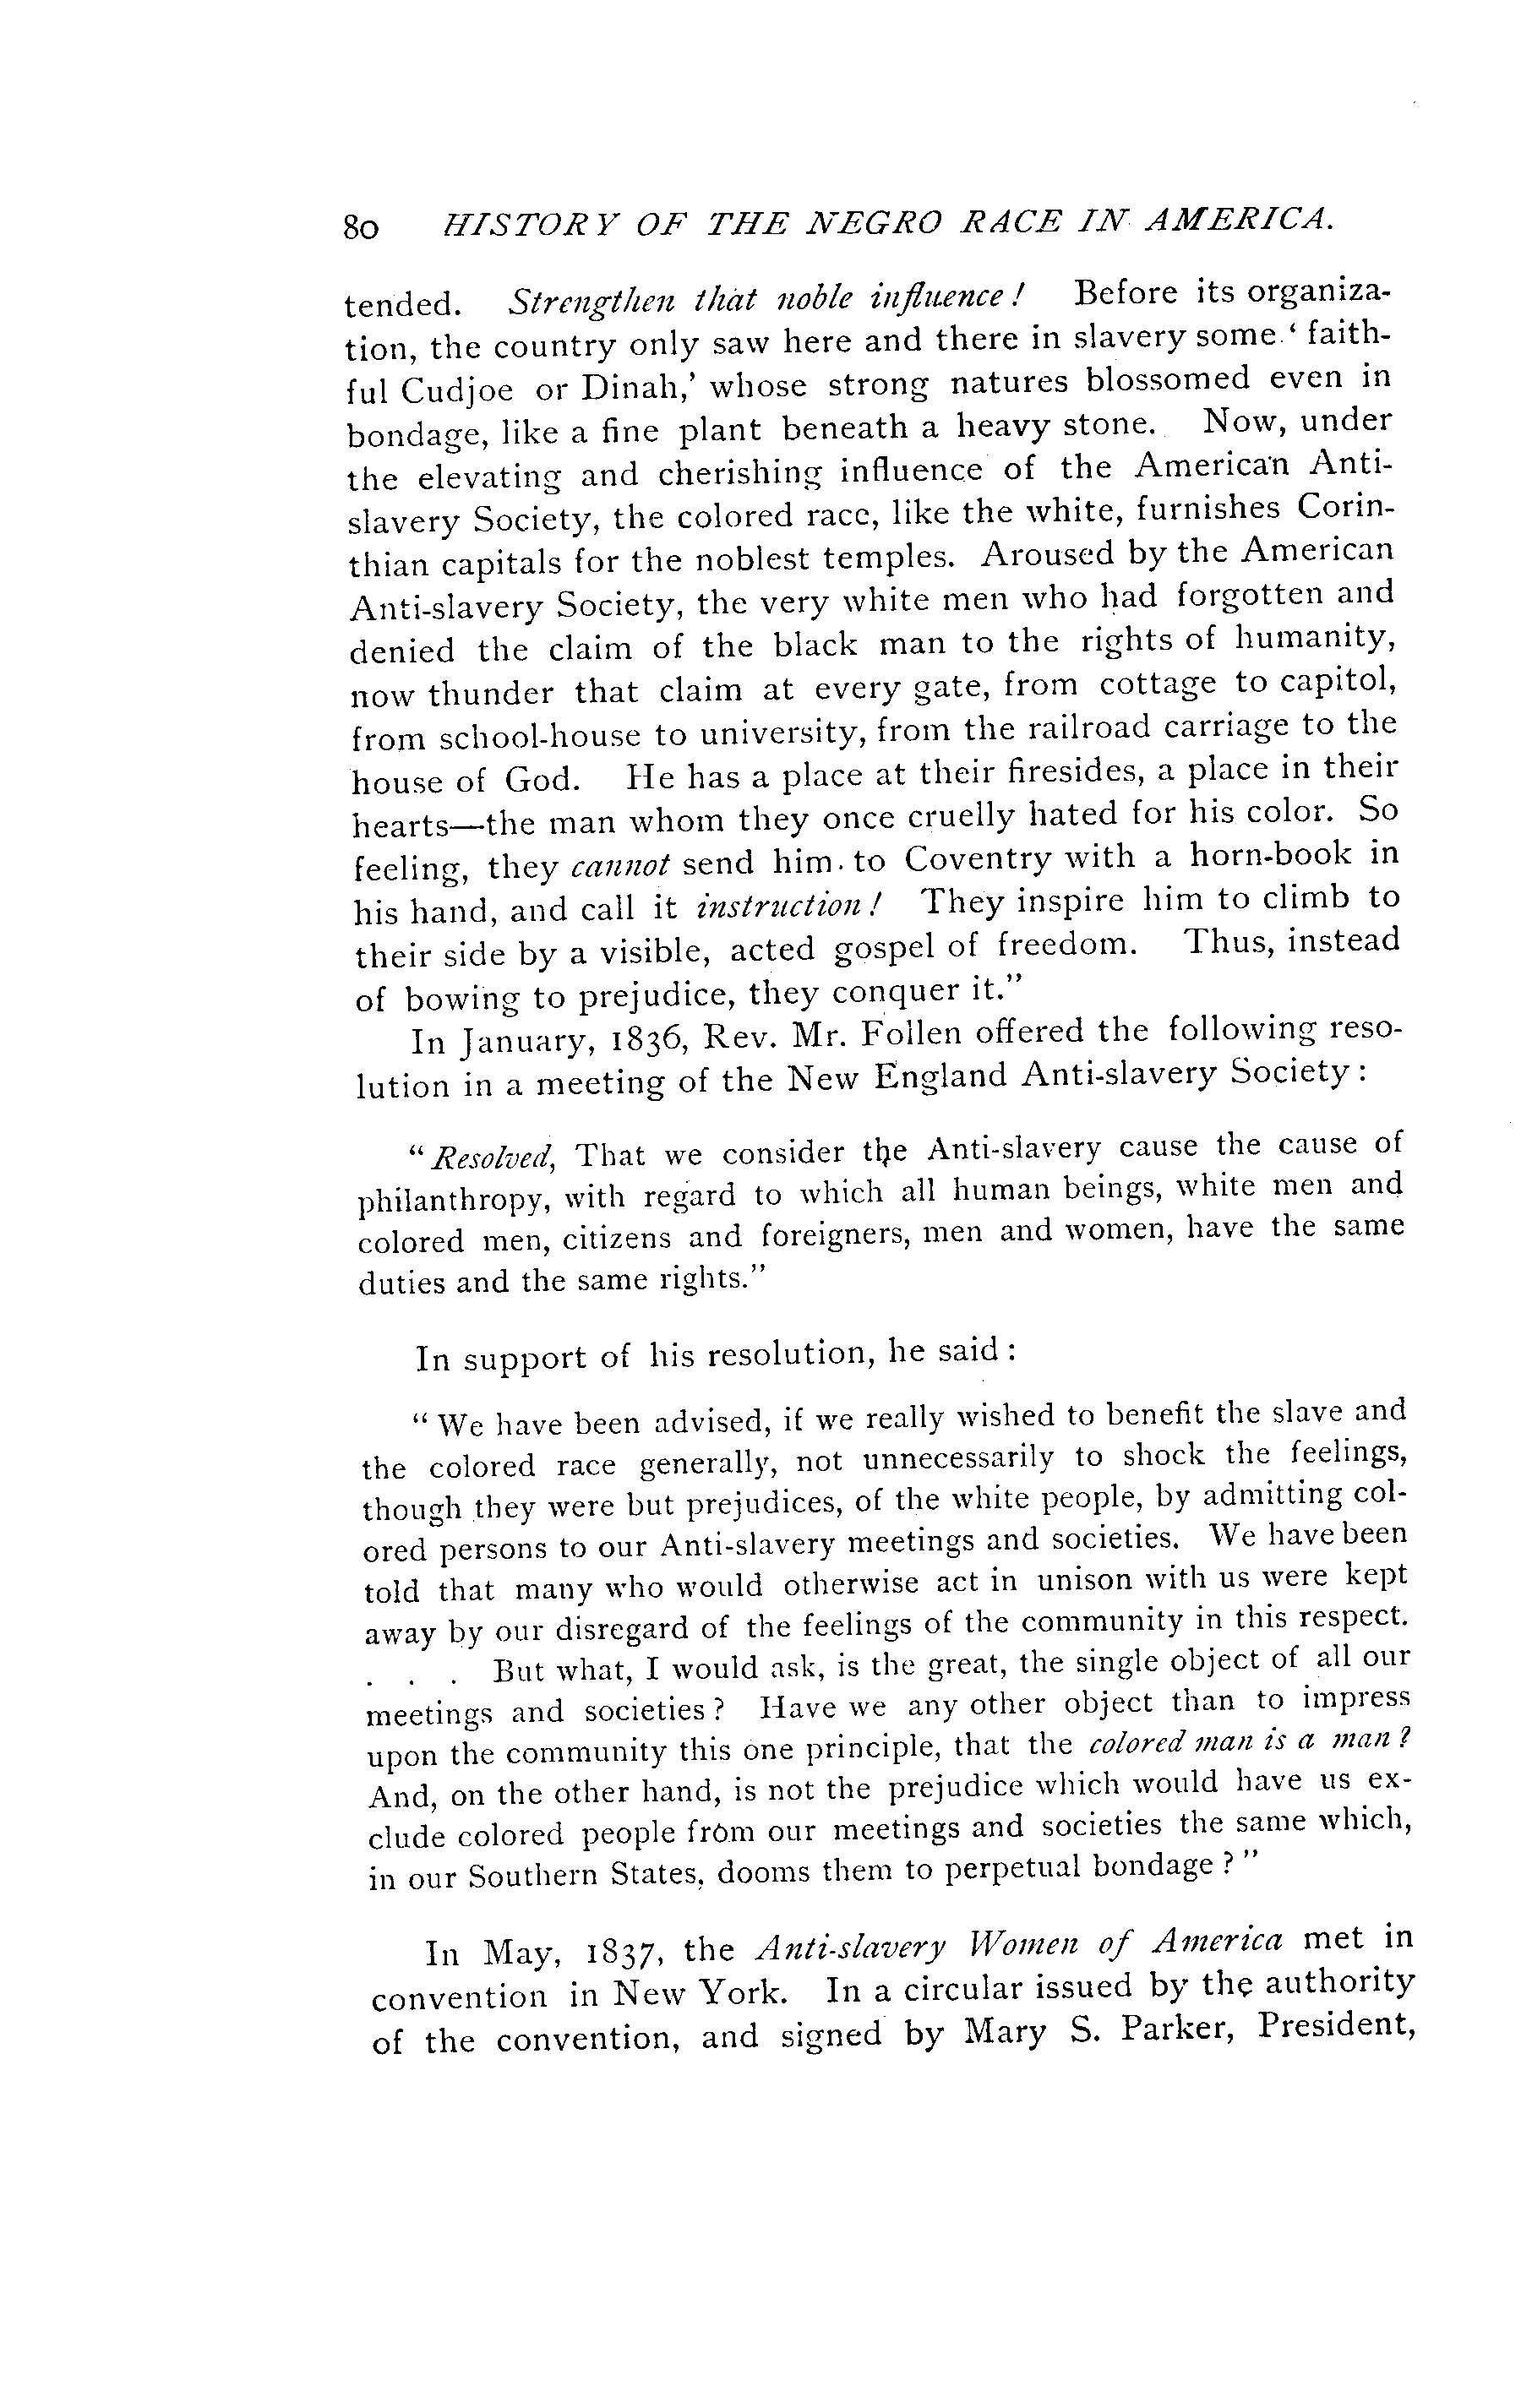 80 HISTORY OF THE NEGRO RACE IN AMERICA.
tended. Strengthen that noble influence! Before its organiza-
tion, the country only saw here and there in slavery some ‘faith-
ful Cudjoe or Dinah,’ whose strong natures blossomed even in
bondage, like a fine plant beneath a heavy stone. Now, under
the elevating and cherishing influence of the American Anti-
slavery Society, the colored race, like the white, furnishes Corin-
thian capitals for the noblest temples. Aroused by the American
Anti-slavery Society, the very white men who had forgotten and
denied the claim of the black man to the rights of humanity,
now thunder that claim at every gate, from cottage to capitol,
from school-house to university, from the railroad carriage to the
house of God. He has a place at their firesides, a place in their
hearts—the man whom they once cruelly hated for his color. So
feeling, they cannot send him to Coventry with a horn-book in
his hand, and call it instruction! They inspire him to climb to
their side by a visible, acted gospel of freedom. Thus, instead
of bowing to prejudice, they conquer it.”
In January, 1836, Rev. Mr. Follen offered the following reso-
lution in a meeting of the New England Anti-slavery Society:
“Resolved, That we consider the Anti-slavery cause the cause of
philanthropy, with regard to which all human beings, white men and
colored men, citizens and foreigners, men and women, have the same
duties and the same rights.”
In support of his resolution, he said:
“We have been advised, if we really wished to benefit the slave and
the colored race generally, not unnecessarily to shock the feelings,
though they were but prejudices, of the white people, by admitting col-
ored persons to our Anti-slavery meetings and societies. We have been
told that many who would otherwise act in unison with us were kept
away by our disregard of the feelings of the community in this respect.
. . . But what, I would ask, is the great, the single object of all our
meetings and societies? Have we any other object than to impress
upon the community this one principle, that the colored man is a man?
And, on the other hand, is not the prejudice which would have us ex-
clude colored people from our meetings and societies the same which,
in our Southern States, dooms them to perpetual bondage?”
In May, 1837, the Anti-slavery Women of America met in
convention in New York. In a circular issued by the authority
of the convention, and signed by Mary S. Parker, President,